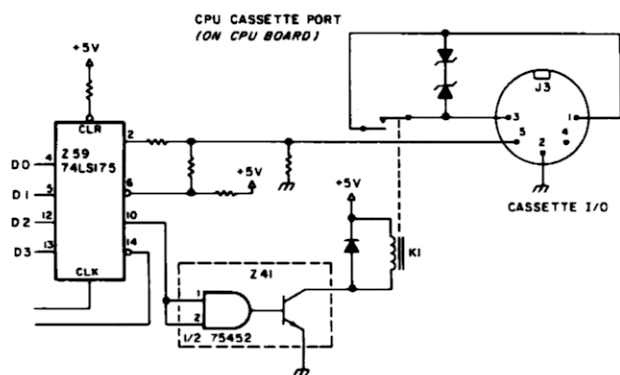 CPU CASSETTE PORT
(ON CPU BOARD)
+5V
J3
CLR
Z59
74LS175
2
3
1
5
4
2
D0
4
D1
5
6
+5V
D2
12
10
D3
13
14
CLK
CASSETTE I/O
+5V
K1
Z41
1
2
1/2 75452